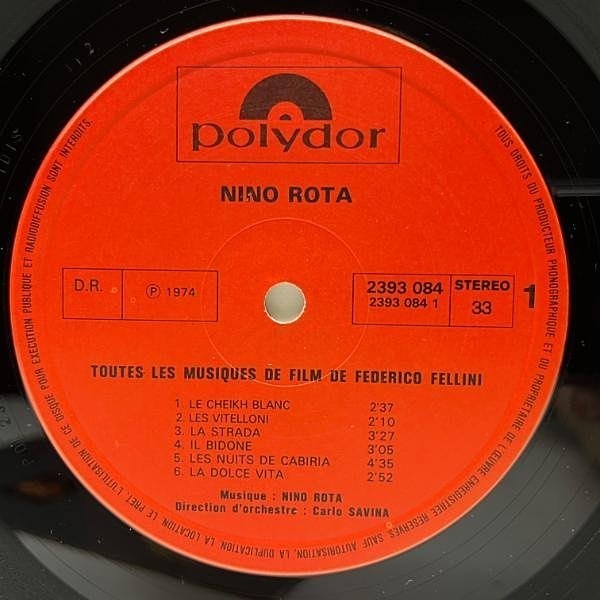 polydor
NINO ROTA
D.R.
Ⓟ 1974
2393 084
2393 084 1
STEREO
33
1
TOUTES LES MUSIQUES DE FILM DE FEDERICO FELLINI
1. LE CHEIKH BLANC 2'37
2. LES VITELLONI 2'10
3. LA STRADA 3'27
4. IL BIDONE 3'05
5. LES NUITS DE CABIRIA 4'35
6. LA DOLCE VITA 2'52
Musique : NINO ROTA
Direction d'orchestre : Carlo SAVINA
TOUS DROITS DU PRODUCTEUR PHONOGRAPHIQUE ET DU PROPRIETAIRE DE L'ŒUVRE ENREGISTREE RESERVES. SAUF AUTORISATION, LA DUPLICATION, LA LOCATION, LE PRET, L'UTILISATION DE CE DISQUE POUR EXECUTION PUBLIQUE ET RADIODIFFUSION SONT INTERDITS.